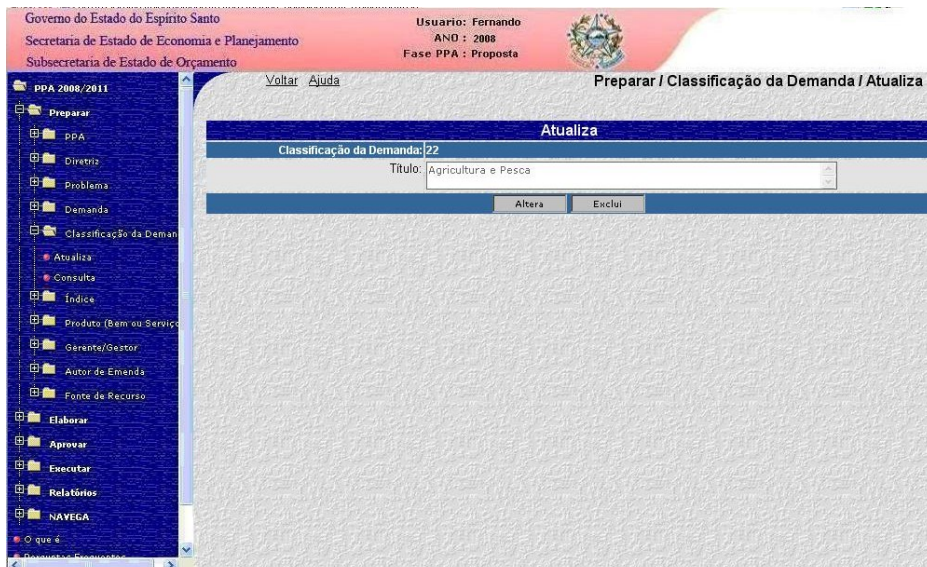 Governo do Estado do Espírito Santo
Secretaria de Estado de Economia e Planejamento
Subsecretaria de Estado de Orçamento
Usuario: Fernando
ANO : 2008
Fase PPA : Proposta
Voltar Ajuda
Preparar / Classificação da Demanda / Atualiza
PPA 2008/2011
Preparar
PPA
Diretriz
Problema
Demanda
Classificação da Deman
Atualiza
Consulta
Índice
Produto (Bem ou Serviço
Gerente/Gestor
Autor de Emenda
Fonte de Recurso
Elaborar
Aprovar
Executar
Relatórios
NAVEGA
O que é
Perguntas Frequentes
Atualiza
Classificação da Demanda: 22
Título: Agricultura e Pesca
Altera Exclui